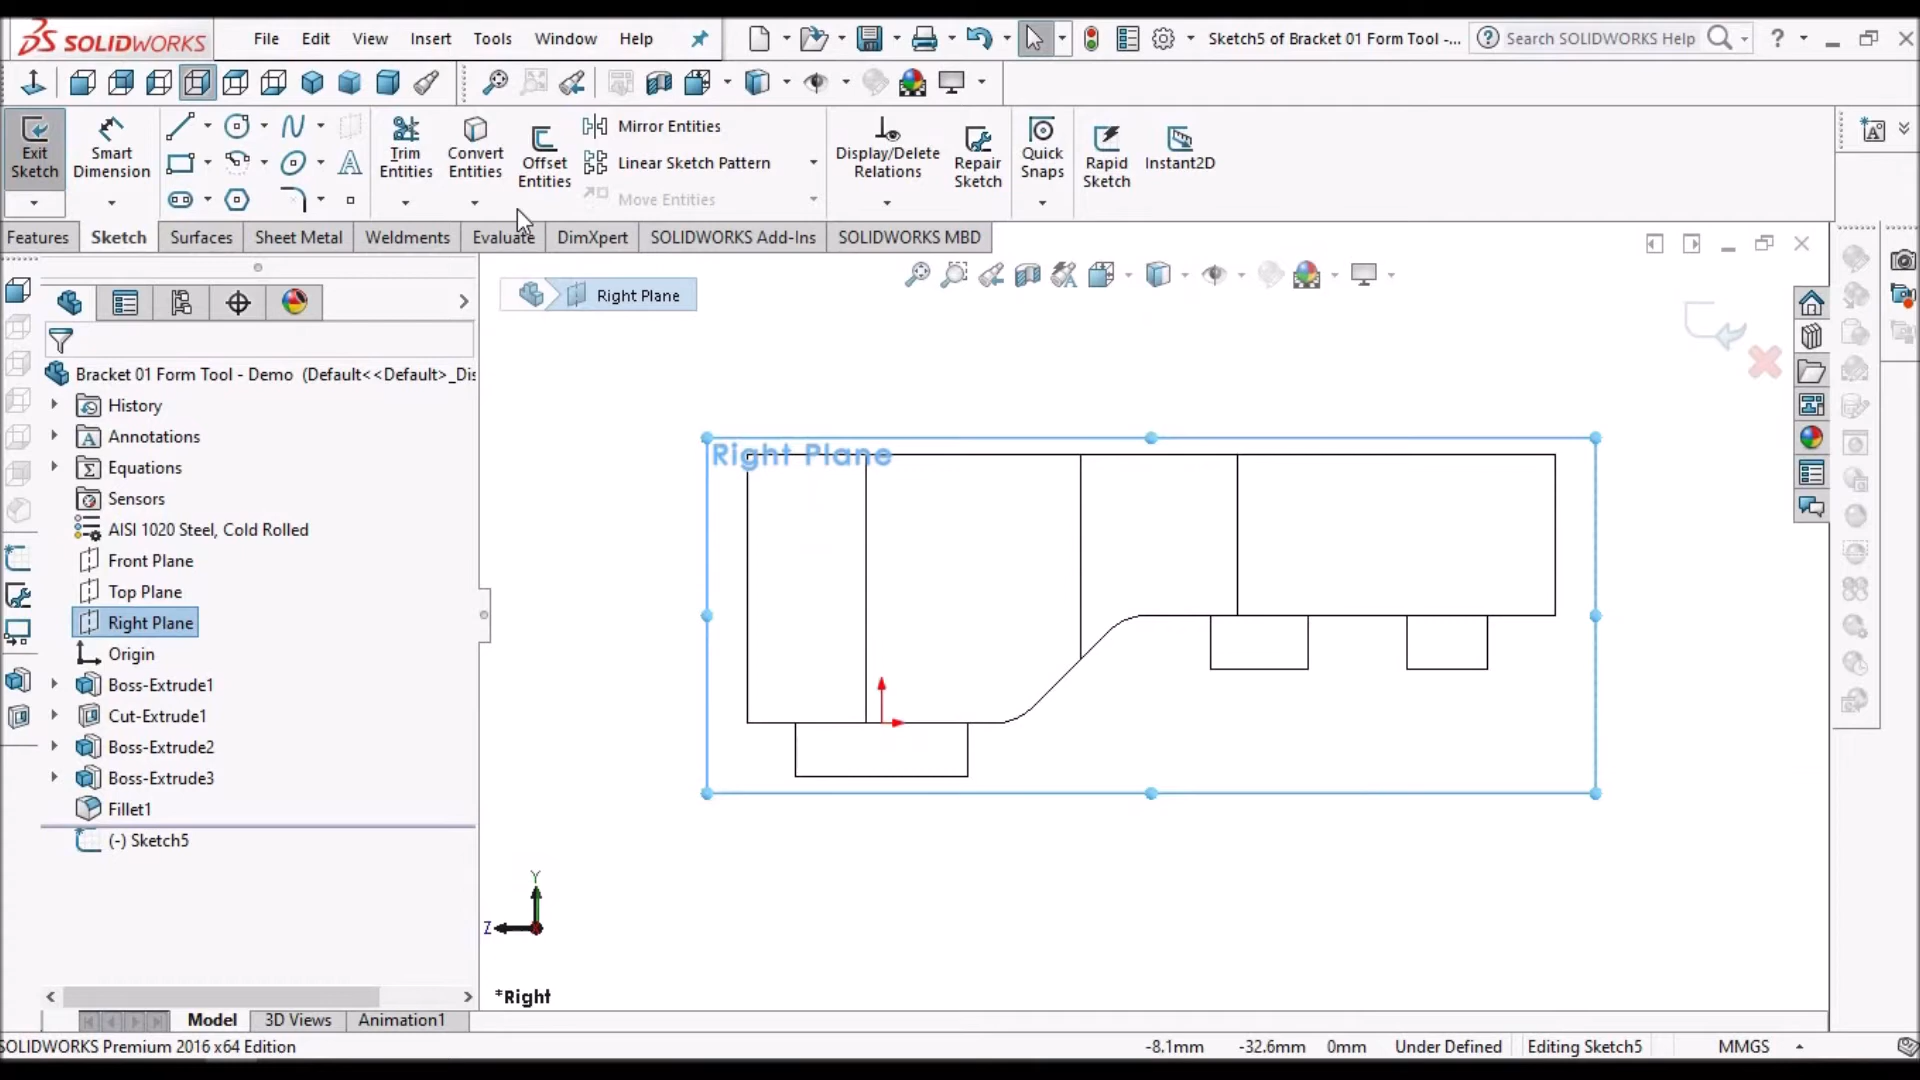 SOLIDWORKS
File Edit View Insert Tools Window Help
Sketch5 of Bracket 01 Form Tool -...
Search SOLIDWORKS Help
Exit Sketch
Smart Dimension
Trim Entities
Convert Entities
Offset Entities
Mirror Entities
Linear Sketch Pattern
Move Entities
Display/Delete Relations
Repair Sketch
Quick Snaps
Rapid Sketch
Instant2D
Features Sketch Surfaces Sheet Metal Weldments Evaluate DimXpert SOLIDWORKS Add-Ins SOLIDWORKS MBD
Right Plane
Bracket 01 Form Tool - Demo (Default<<Default>_Dis
History
Annotations
Equations
Sensors
AISI 1020 Steel, Cold Rolled
Front Plane
Top Plane
Right Plane
Origin
Boss-Extrude1
Cut-Extrude1
Boss-Extrude2
Boss-Extrude3
Fillet1
(-) Sketch5
Right Plane
Y
Z
*Right
Model 3D Views Animation1
SOLIDWORKS Premium 2016 x64 Edition
-8.1mm -32.6mm 0mm Under Defined Editing Sketch5 MMGS